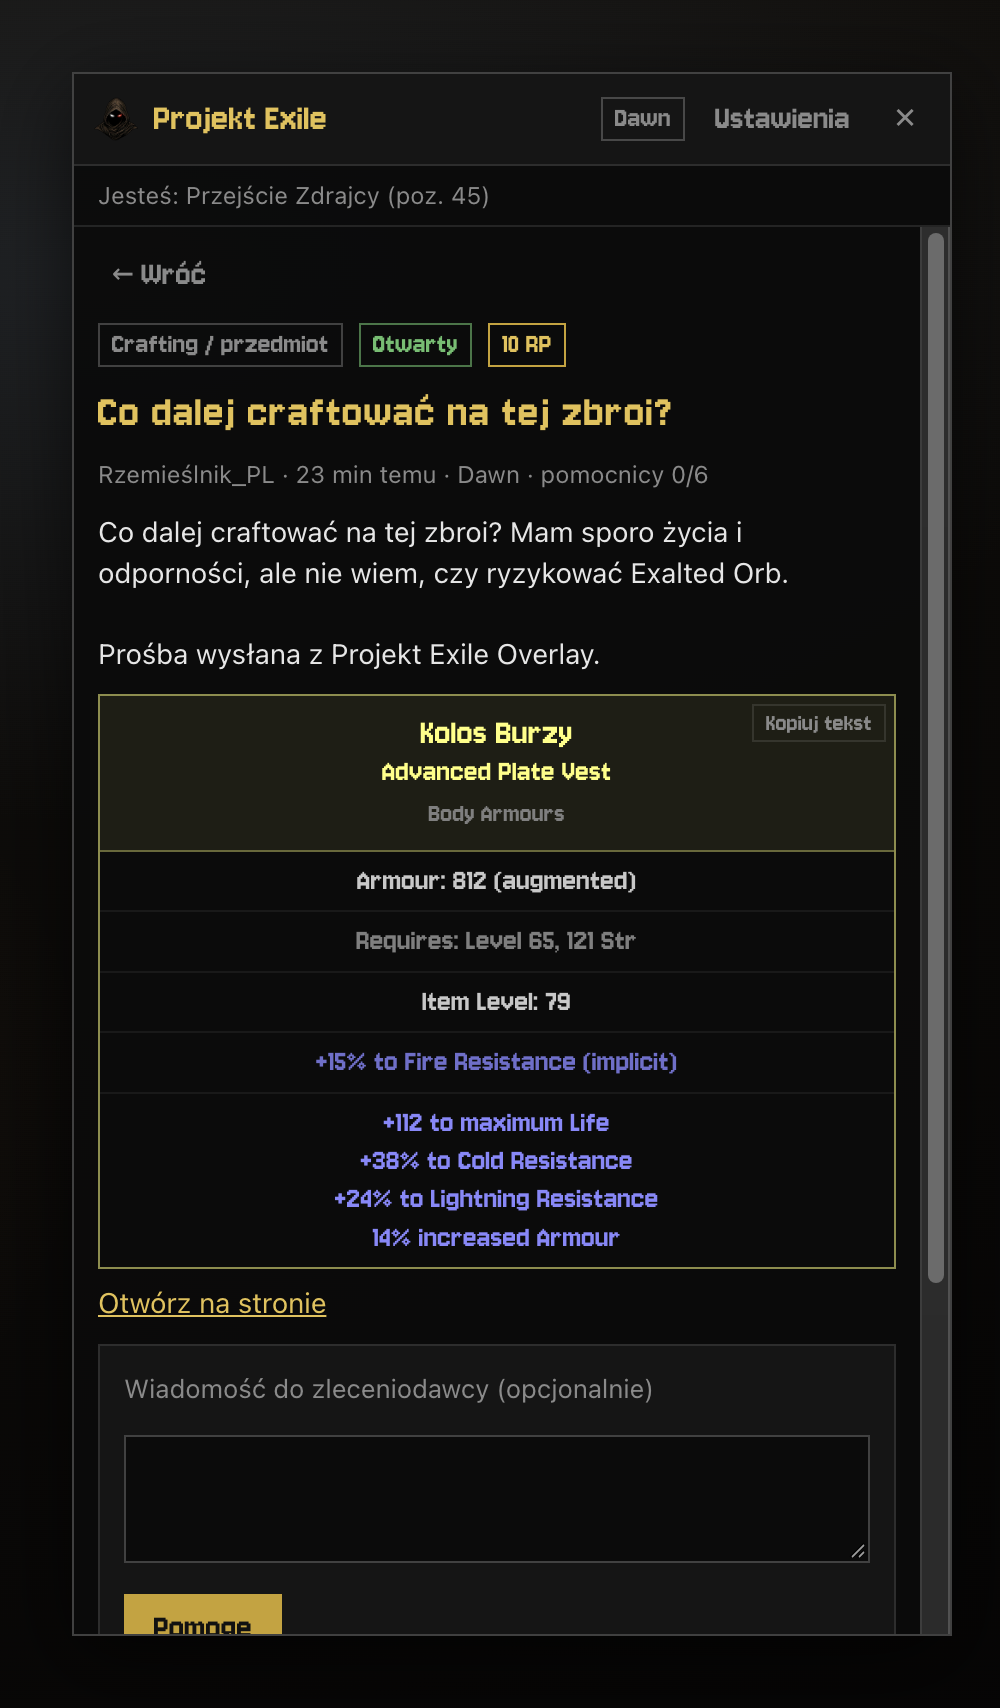 Projekt Exile
Dawn
Ustawienia
×
Jesteś: Przejście Zdrajcy (poz. 45)
← Wróć
Crafting / przedmiot
Otwarty
10 RP
Co dalej craftować na tej zbroi?
Rzemieślnik_PL · 23 min temu · Dawn · pomocnicy 0/6
Co dalej craftować na tej zbroi? Mam sporo życia i
odporności, ale nie wiem, czy ryzykować Exalted Orb.
Prośba wysłana z Projekt Exile Overlay.
Kopiuj tekst
Kolos Burzy
Advanced Plate Vest
Body Armours
Armour: 812 (augmented)
Requires: Level 65, 121 Str
Item Level: 79
+15% to Fire Resistance (implicit)
+112 to maximum Life
+38% to Cold Resistance
+24% to Lightning Resistance
14% increased Armour
Otwórz na stronie
Wiadomość do zleceniodawcy (opcjonalnie)
Pomogę